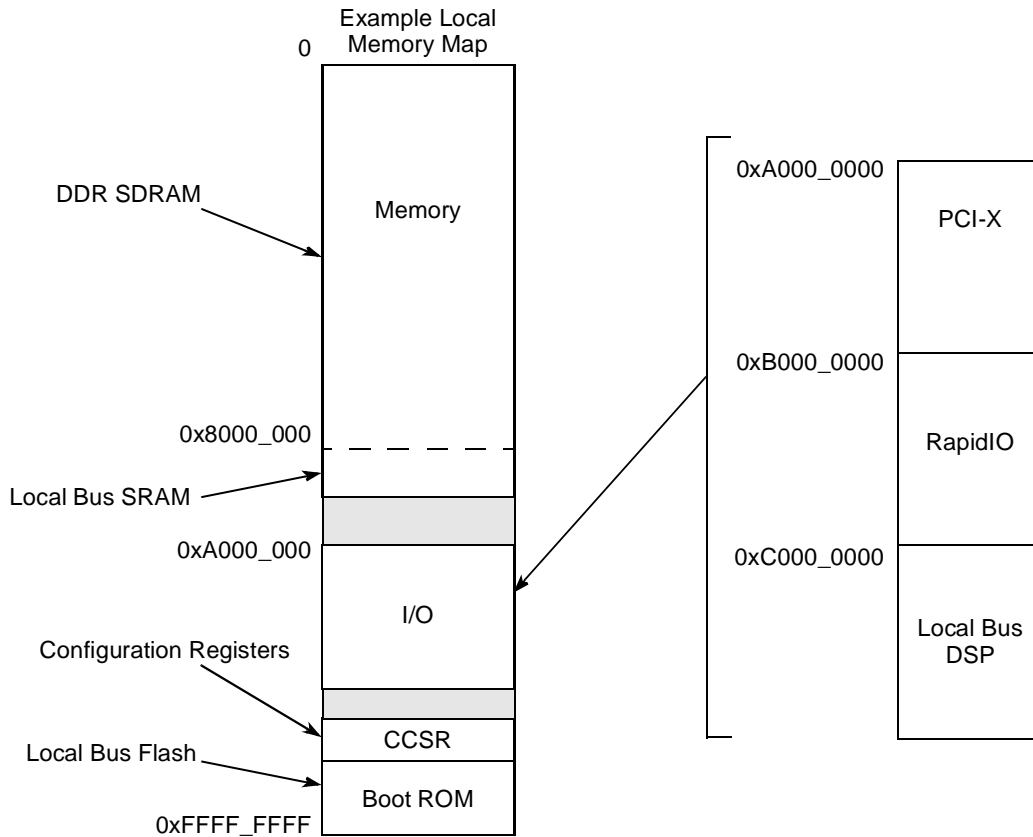 Example Local
Memory Map
0
DDR SDRAM
Memory
0x8000_000
Local Bus SRAM
0xA000_000
I/O
Configuration Registers
CCSR
Local Bus Flash
Boot ROM
0xFFFF_FFFF
0xA000_0000
PCI-X
0xB000_0000
RapidIO
0xC000_0000
Local Bus
DSP